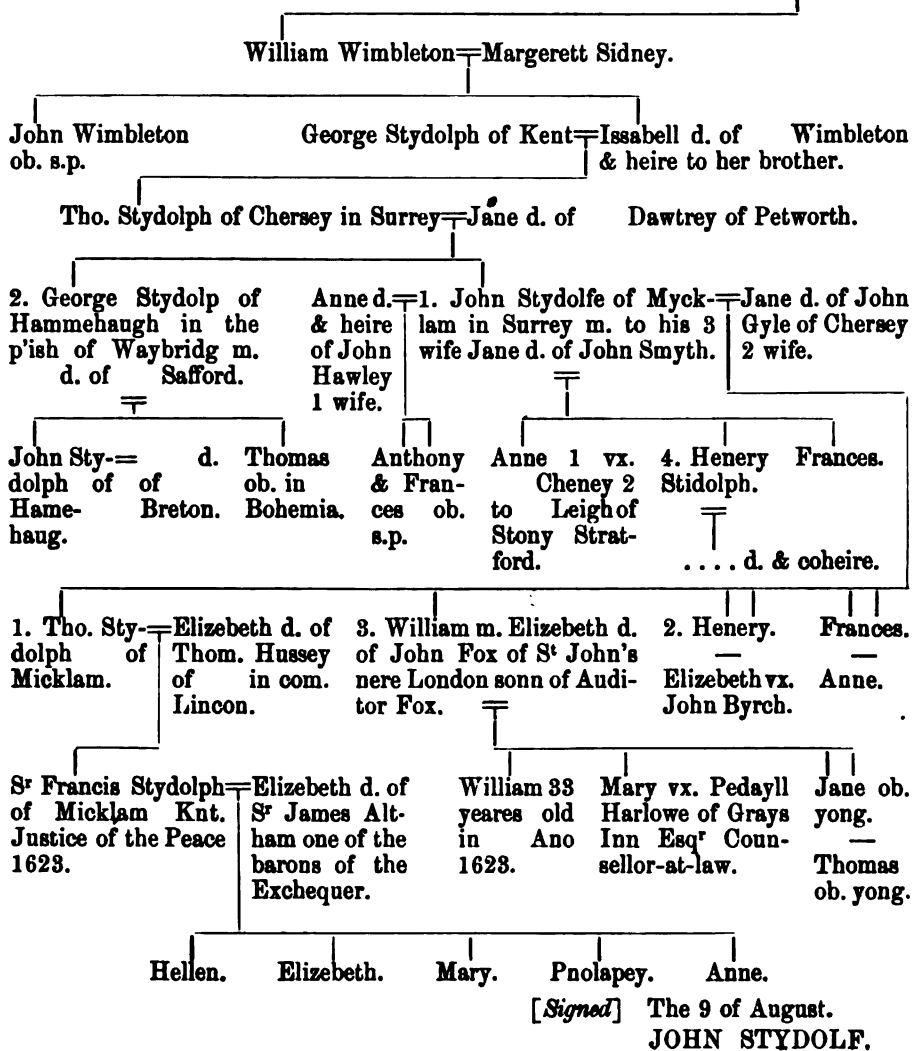 William Wimbleton=Margerett Sidney.
John Wimbleton
ob. s.p.
George Stydolph of Kent=Issabell d. of Wimbleton
& heire to her brother.
Tho. Stydolph of Chersey in Surrey=Jane d. of Dawtrey of Petworth.
2. George Stydolp of
Hammehaugh in the
p'ish of Waybridg m.
d. of Safford.
=
Anne d.=
& heire
of John
Hawley
1 wife.
1. John Stydolfe of Myck-
lam in Surrey m. to his 3
wife Jane d. of John Smyth.
=
=Jane d. of John
Gyle of Chersey
2 wife.
John Sty-=
dolph of
Hame-
haug.
d.
of
Breton.
Thomas
ob. in
Bohemia.
Anthony
& Fran-
ces ob.
s.p.
Anne 1 vx.
Cheney 2
to Leigh of
Stony Strat-
ford.
4. Henery
Stidolph.
=
.... d. & coheire.
Frances.
1. Tho. Sty-=
dolph of
Micklam.
Elizebeth d. of
Thom. Hussey
of in com.
Lincon.
3. William m. Elizebeth d.
of John Fox of St John's
nere London sonn of Audi-
tor Fox. =
2. Henery.
—
Elizebeth vx.
John Byrch.
Frances.
—
Anne.
Sr Francis Stydolph=
of Micklam Knt.
Justice of the Peace
1623.
Elizebeth d. of
Sr James Alt-
ham one of the
barons of the
Exchequer.
William 33
yeares old
in Ano
1623.
Mary vx. Pedayll
Harlowe of Grays
Inn Esqr Coun-
sellor-at-law.
Jane ob.
yong.
—
Thomas
ob. yong.
Hellen. Elizebeth. Mary. Pnolapey. Anne.
[Signed] The 9 of August.
JOHN STYDOLF.